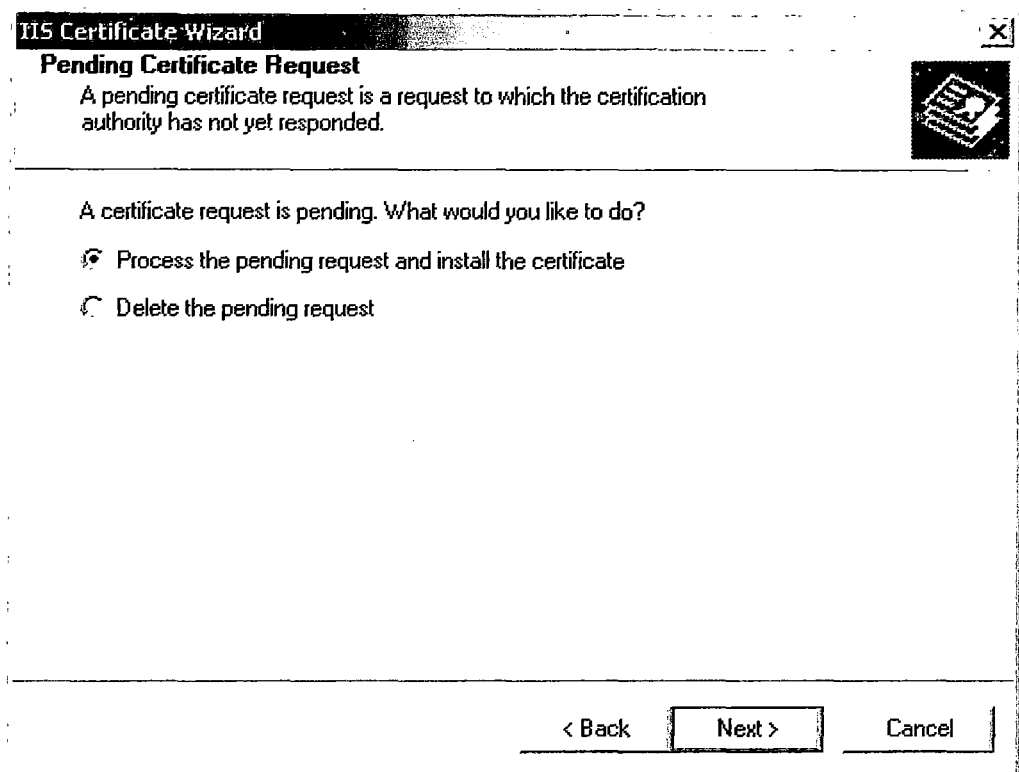 IIS Certificate Wizard
Pending Certificate Request
A pending certificate request is a request to which the certification
authority has not yet responded.
A certificate request is pending. What would you like to do?
Process the pending request and install the certificate
Delete the pending request
< Back
Next >
Cancel